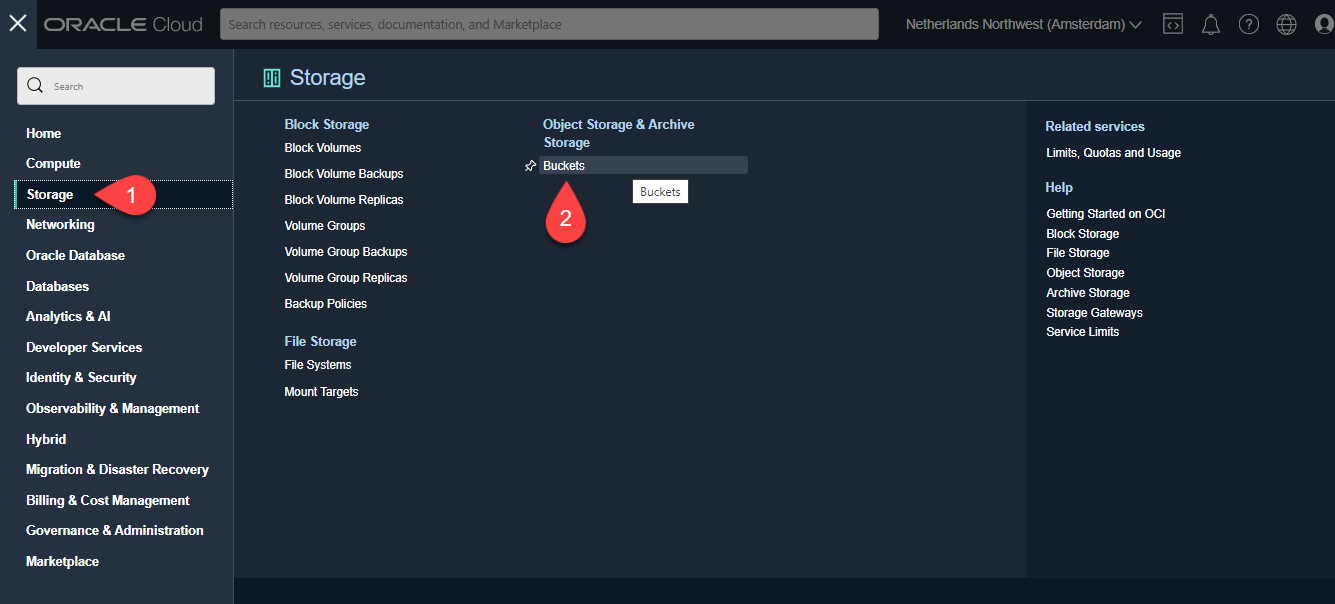 ORACLE Cloud
Search resources, services, documentation, and Marketplace
Netherlands Northwest (Amsterdam)
Search
Home
Compute
Storage
1
Networking
Oracle Database
Databases
Analytics & AI
Developer Services
Identity & Security
Observability & Management
Hybrid
Migration & Disaster Recovery
Billing & Cost Management
Governance & Administration
Marketplace
Storage
Block Storage
Block Volumes
Block Volume Backups
Block Volume Replicas
Volume Groups
Volume Group Backups
Volume Group Replicas
Backup Policies
File Storage
File Systems
Mount Targets
Object Storage & Archive
Storage
Buckets
Buckets
2
Related services
Limits, Quotas and Usage
Help
Getting Started on OCI
Block Storage
File Storage
Object Storage
Archive Storage
Storage Gateways
Service Limits